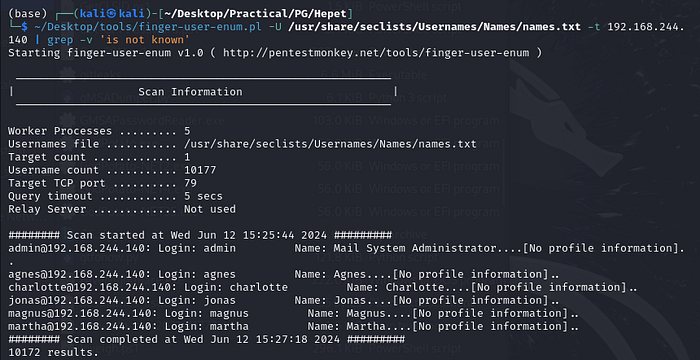 (base) ┌──(kali㉿kali)-[~/Desktop/Practical/PG/Hepet]
└─$ ~/Desktop/tools/finger-user-enum.pl -U /usr/share/seclists/Usernames/Names/names.txt -t 192.168.244.
140 | grep -v 'is not known'
Starting finger-user-enum v1.0 ( http://pentestmonkey.net/tools/finger-user-enum )
| Scan Information |
Worker Processes ......... 5
Usernames file ........... /usr/share/seclists/Usernames/Names/names.txt
Target count ............. 1
Username count ........... 10177
Target TCP port .......... 79
Query timeout ............ 5 secs
Relay Server ............. Not used
######## Scan started at Wed Jun 12 15:25:44 2024 #########
admin@192.168.244.140: Login: admin Name: Mail System Administrator....[No profile information].
.
agnes@192.168.244.140: Login: agnes Name: Agnes....[No profile information]..
charlotte@192.168.244.140: Login: charlotte Name: Charlotte....[No profile information]..
jonas@192.168.244.140: Login: jonas Name: Jonas....[No profile information]..
magnus@192.168.244.140: Login: magnus Name: Magnus....[No profile information]..
martha@192.168.244.140: Login: martha Name: Martha....[No profile information]..
######## Scan completed at Wed Jun 12 15:27:18 2024 #########
10172 results.